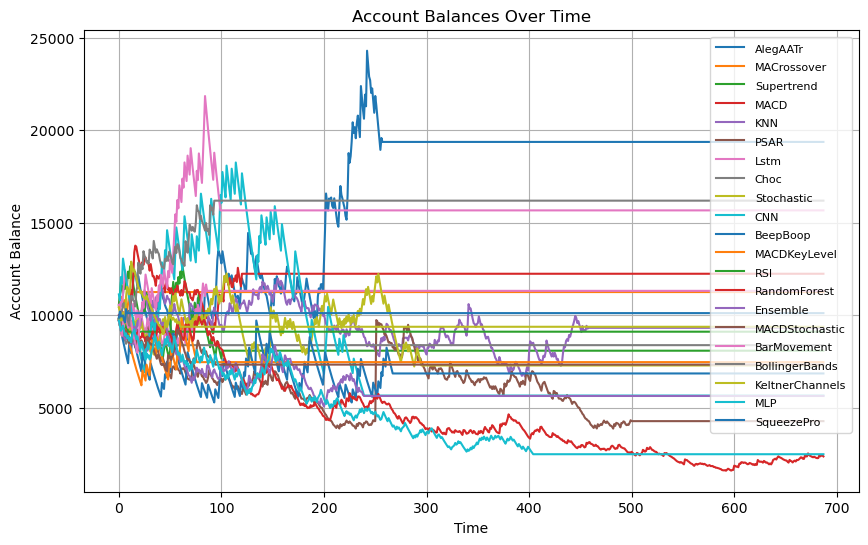 Account Balances Over Time
25000
20000
15000
10000
5000
Account Balance
0
100
200
300
400
500
600
700
Time
AlegAATr
MACrossover
Supertrend
MACD
KNN
PSAR
Lstm
Choc
Stochastic
CNN
BeepBoop
MACDKeyLevel
RSI
RandomForest
Ensemble
MACDStochastic
BarMovement
BollingerBands
KeltnerChannels
MLP
SqueezePro